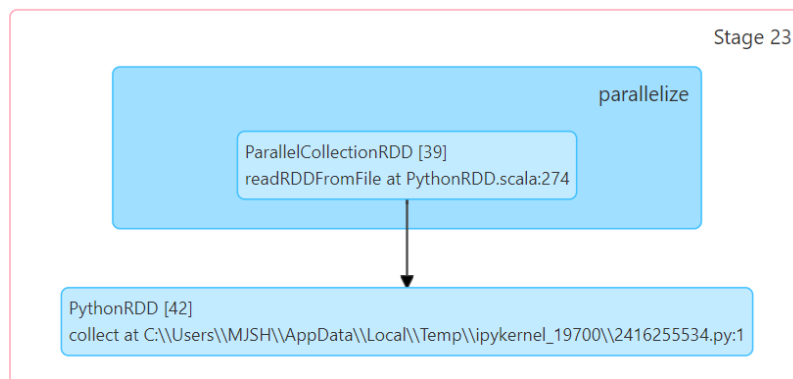 Stage 23
parallelize
ParallelCollectionRDD [39]
readRDDFromFile at PythonRDD.scala:274
PythonRDD [42]
collect at C:\\Users\\MJSH\\AppData\\Local\\Temp\\ipykernel_19700\\2416255534.py:1